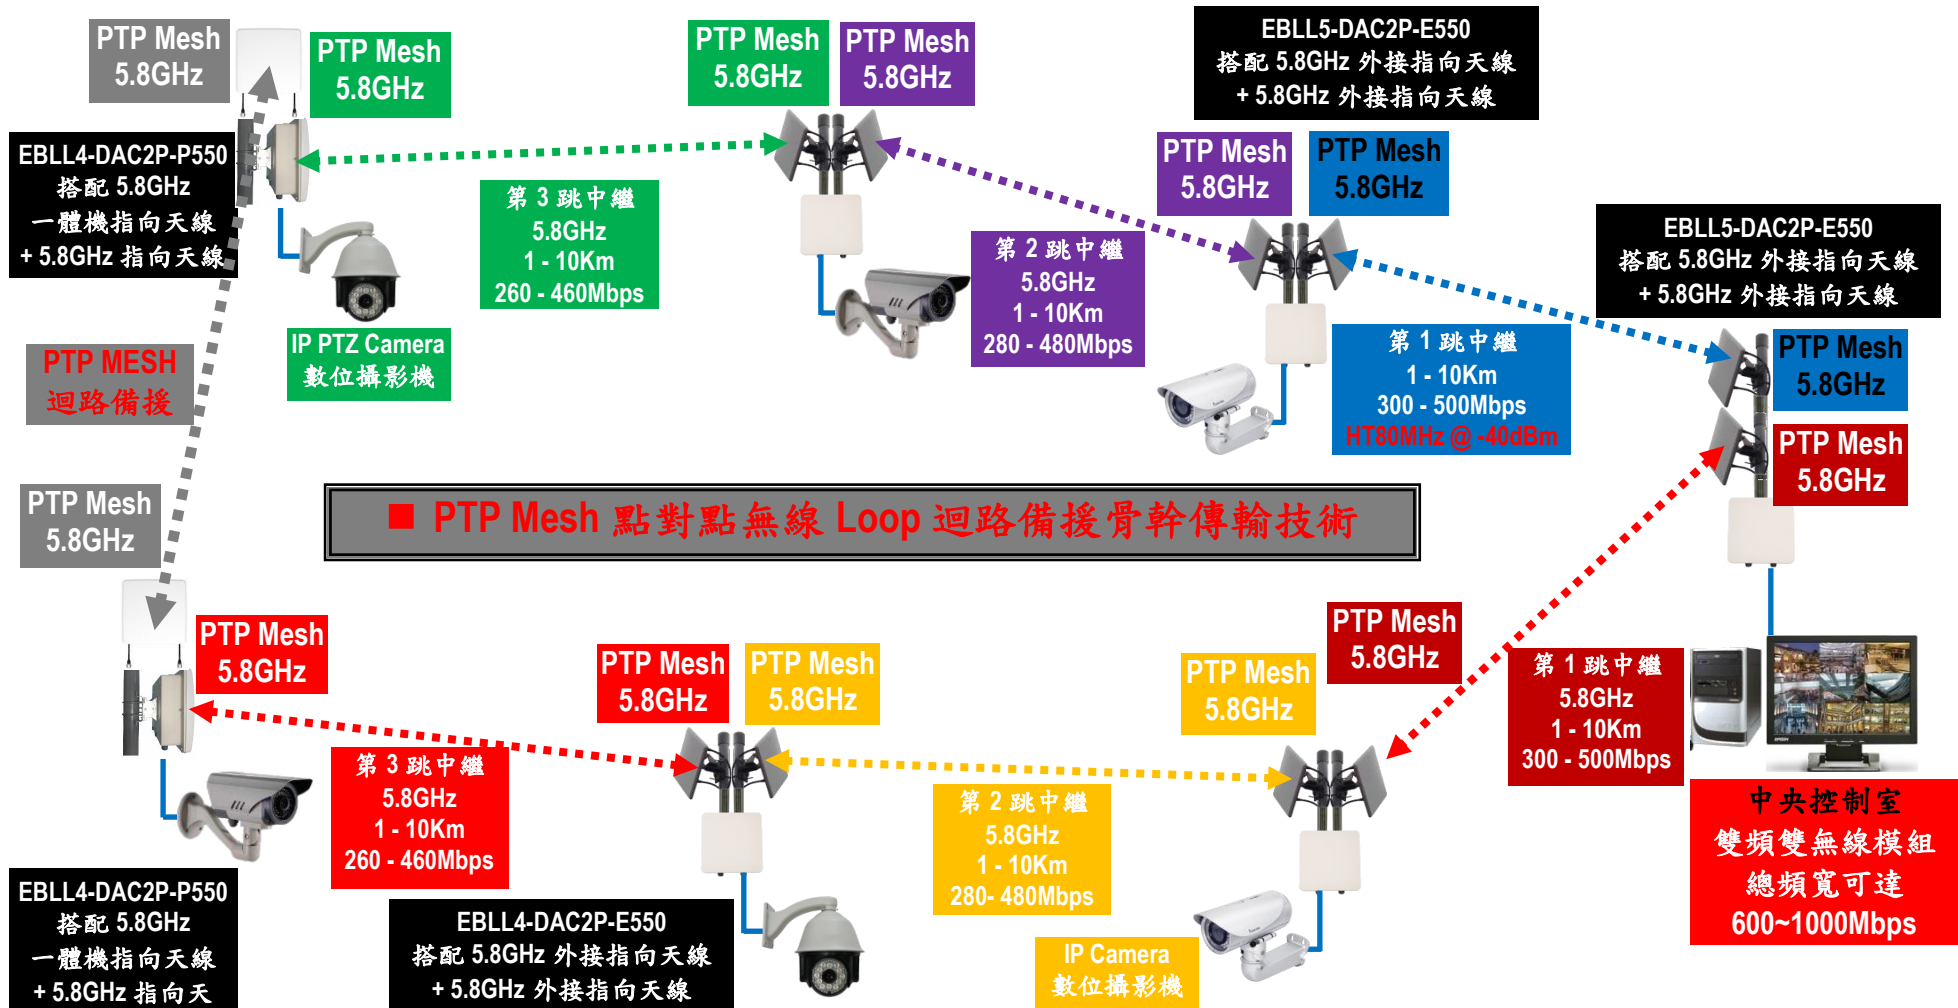 PTP Mesh
5.8GHz
PTP Mesh
5.8GHz
PTP Mesh
5.8GHz
PTP Mesh
5.8GHz
EBLL5-DAC2P-E550
搭配 5.8GHz 外接指向天線
+ 5.8GHz 外接指向天線
EBLL4-DAC2P-P550
搭配 5.8GHz
一體機指向天線
+ 5.8GHz 指向天線
第 3 跳中繼
5.8GHz
1 - 10Km
260 - 460Mbps
PTP Mesh
5.8GHz
PTP Mesh
5.8GHz
第 2 跳中繼
5.8GHz
1 - 10Km
280 - 480Mbps
EBLL5-DAC2P-E550
搭配 5.8GHz 外接指向天線
+ 5.8GHz 外接指向天線
IP PTZ Camera
數位攝影機
第 1 跳中繼
1 - 10Km
300 - 500Mbps
HT80MHz @ -40dBm
PTP Mesh
5.8GHz
PTP Mesh
5.8GHz
PTP MESH
迴路備援
■ PTP Mesh 點對點無線 Loop 迴路備援骨幹傳輸技術
PTP Mesh
5.8GHz
PTP Mesh
5.8GHz
PTP Mesh
5.8GHz
PTP Mesh
5.8GHz
PTP Mesh
5.8GHz
PTP Mesh
5.8GHz
第 1 跳中繼
5.8GHz
1 - 10Km
300 - 500Mbps
第 3 跳中繼
5.8GHz
1 - 10Km
260 - 460Mbps
第 2 跳中繼
5.8GHz
1 - 10Km
280- 480Mbps
中央控制室
雙頻雙無線模組
總頻寬可達
600~1000Mbps
EBLL4-DAC2P-P550
搭配 5.8GHz
一體機指向天線
+ 5.8GHz 指向天
EBLL4-DAC2P-E550
搭配 5.8GHz 外接指向天線
+ 5.8GHz 外接指向天線
IP Camera
數位攝影機